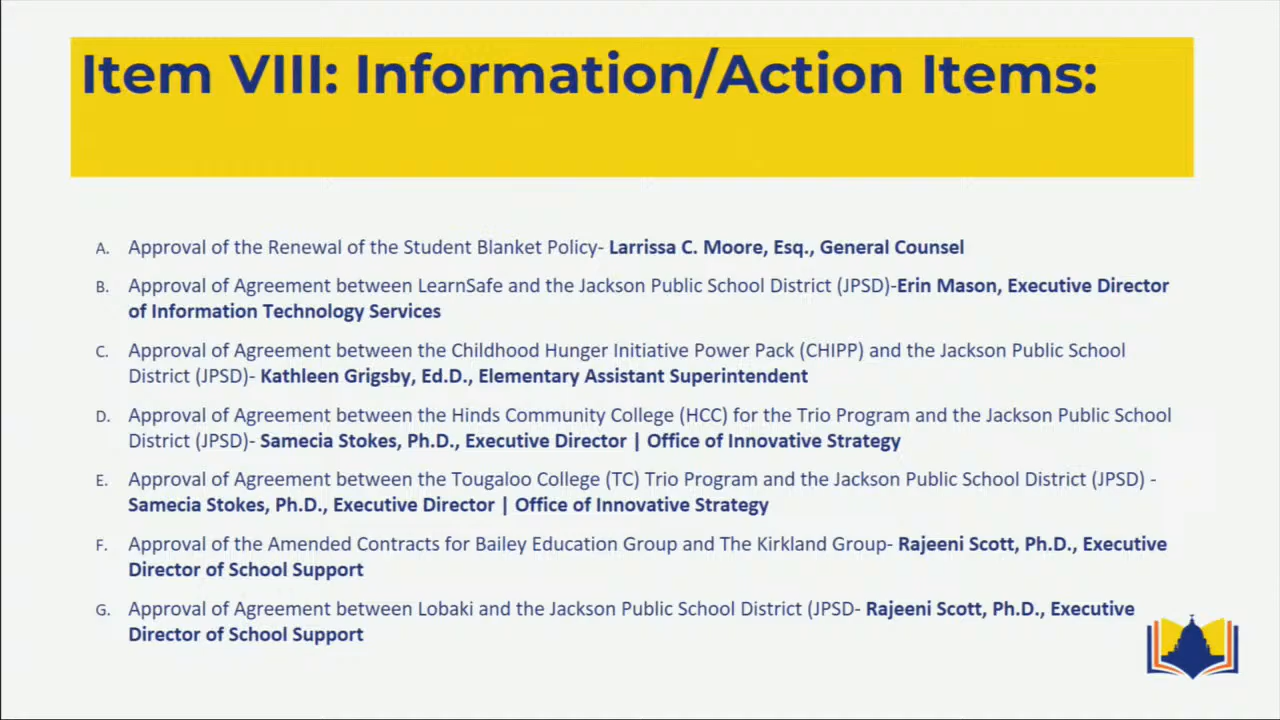 Item VIII: Information/Action Items:
A. Approval of the Renewal of the Student Blanket Policy- Larrissa C. Moore, Esq., General Counsel
B. Approval of Agreement between LearnSafe and the Jackson Public School District (JPSD)-Erin Mason, Executive Director
of Information Technology Services
C. Approval of Agreement between the Childhood Hunger Initiative Power Pack (CHIPP) and the Jackson Public School
District (JPSD)- Kathleen Grigsby, Ed.D., Elementary Assistant Superintendent
D. Approval of Agreement between the Hinds Community College (HCC) for the Trio Program and the Jackson Public School
District (JPSD)- Samecia Stokes, Ph.D., Executive Director | Office of Innovative Strategy
E. Approval of Agreement between the Tougaloo College (TC) Trio Program and the Jackson Public School District (JPSD) -
Samecia Stokes, Ph.D., Executive Director | Office of Innovative Strategy
F. Approval of the Amended Contracts for Bailey Education Group and The Kirkland Group- Rajeeni Scott, Ph.D., Executive
Director of School Support
G. Approval of Agreement between Lobaki and the Jackson Public School District (JPSD- Rajeeni Scott, Ph.D., Executive
Director of School Support